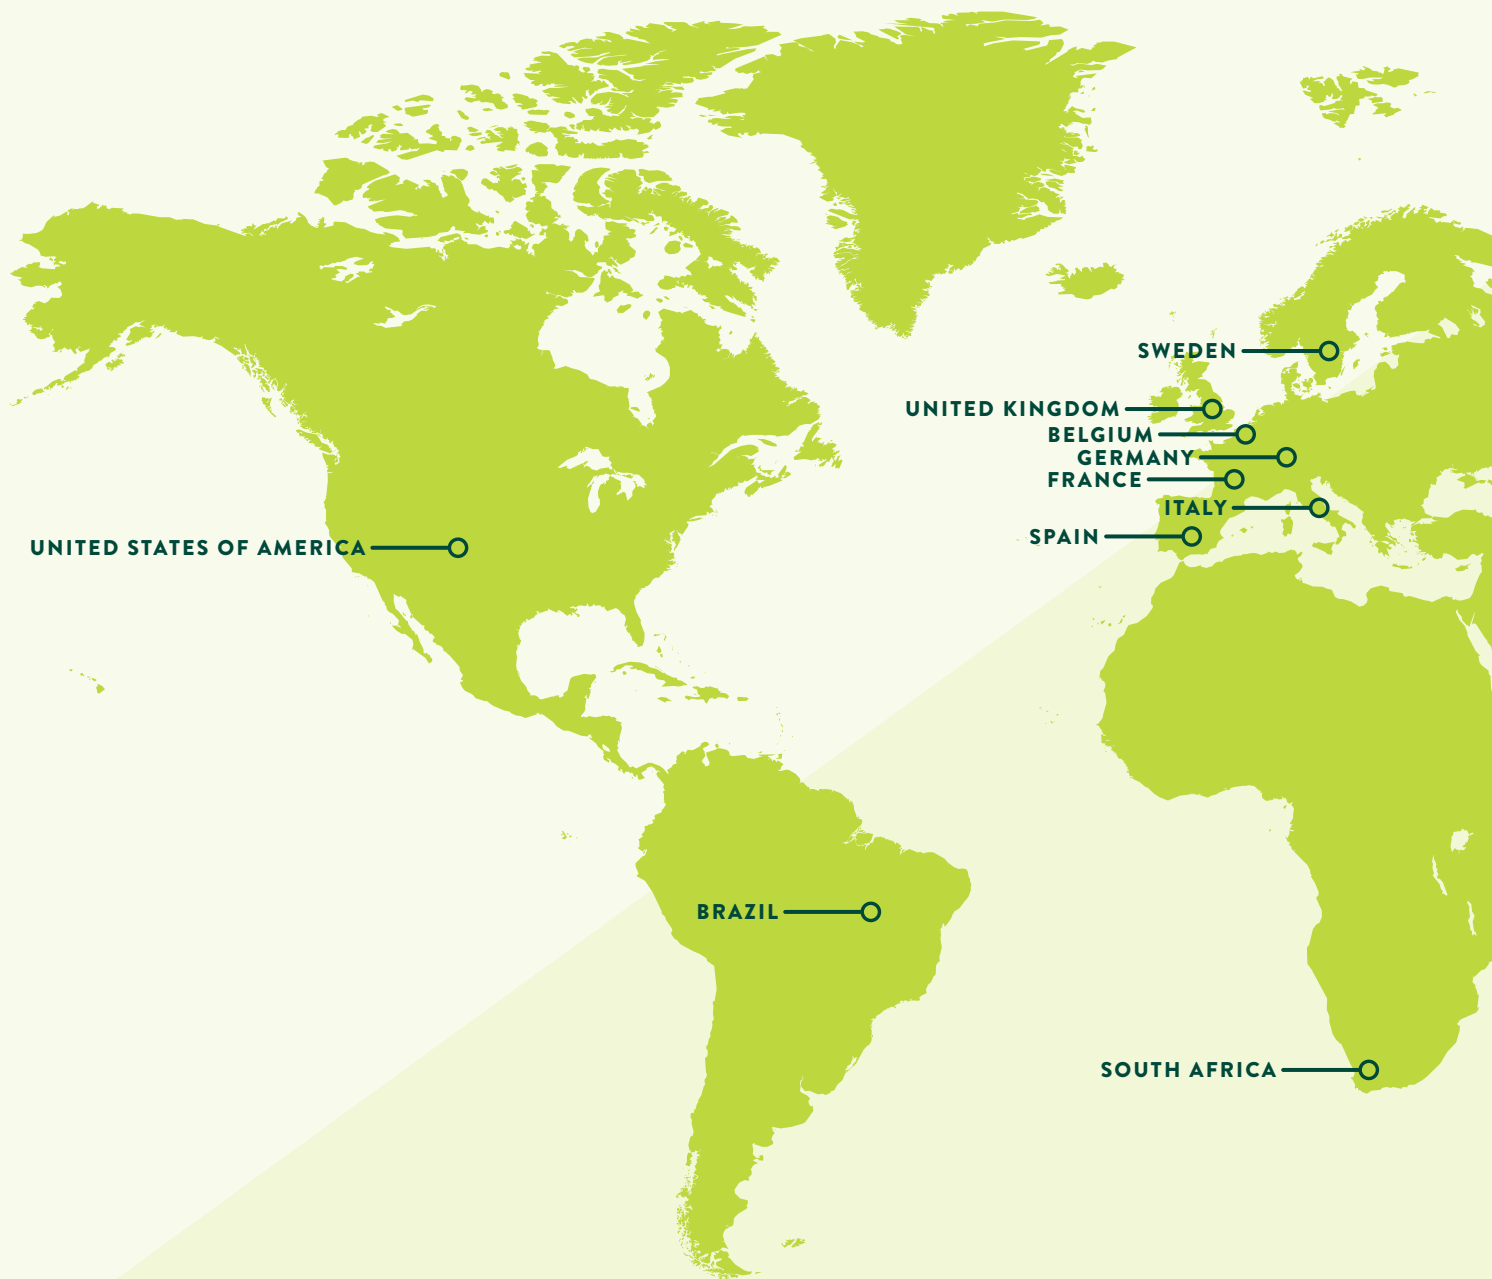 SWEDEN
UNITED KINGDOM
BELGIUM
GERMANY
FRANCE
ITALY
SPAIN
UNITED STATES OF AMERICA
BRAZIL
SOUTH AFRICA